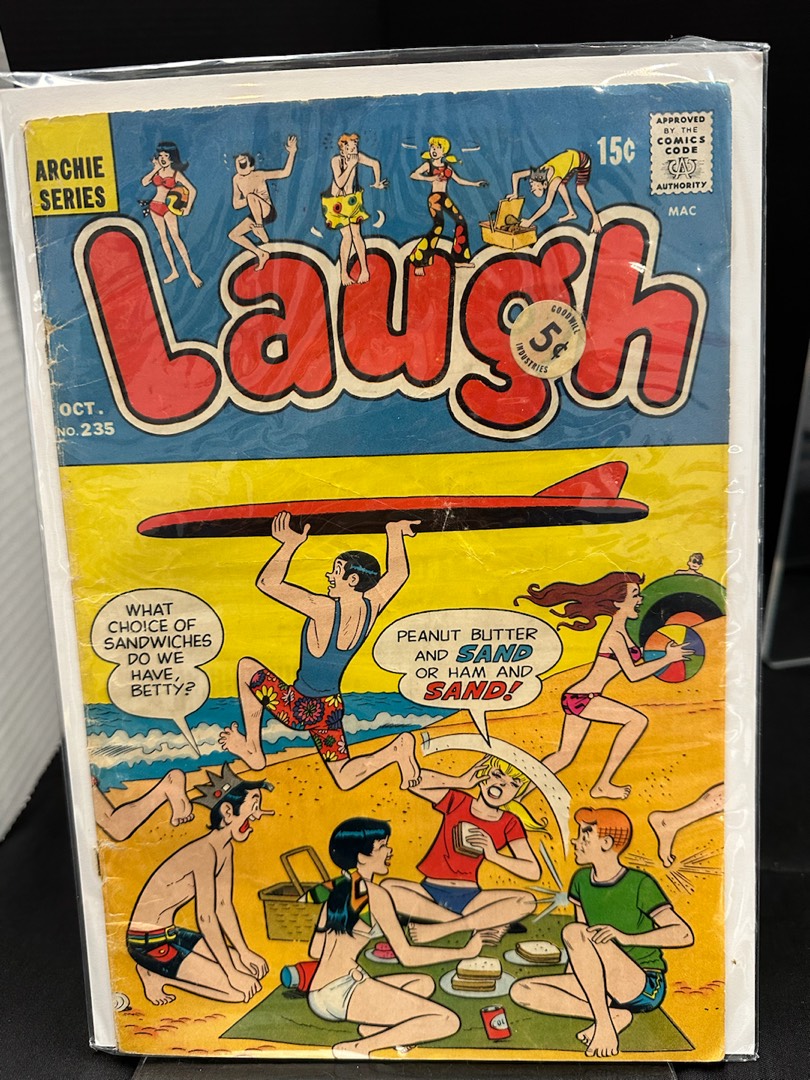 ARCHIE
SERIES
15¢
APPROVED
BY THE
COMICS
CODE
CA
AUTHORITY
MAC
Laugh
GOODWILL
5¢
INDUSTRIES
OCT.
NO. 235
WHAT
CHOICE OF
SANDWICHES
DO WE
HAVE,
BETTY?
PEANUT BUTTER
AND SAND
OR HAM AND
SAND!